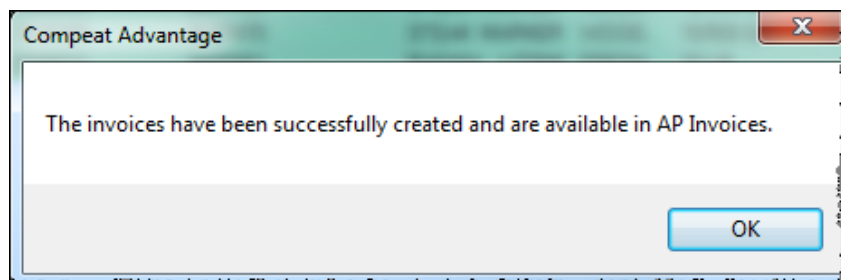 Compeat Advantage
The invoices have been successfully created and are available in AP Invoices.
OK